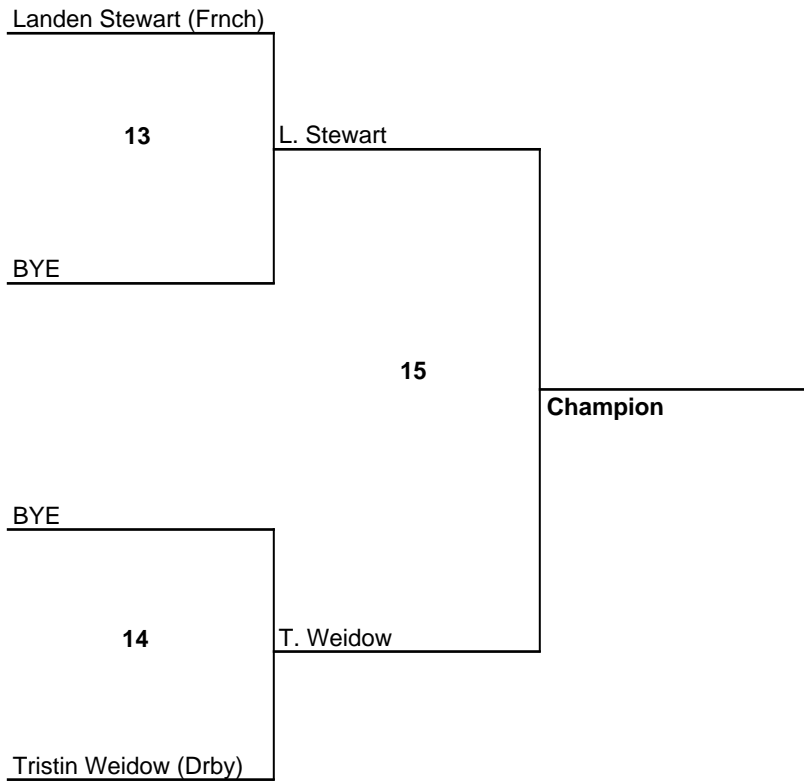 Landen Stewart (Frnch)
13
L. Stewart
BYE
15
Champion
BYE
14
T. Weidow
Tristin Weidow (Drby)